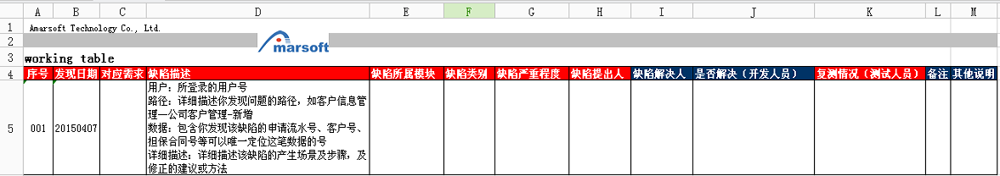 A B C D E F G H I J K L M
1 Amarsoft Technology Co., Ltd.
2 marsoft
3 working table
4 序号 发现日期 对应需求 缺陷描述 缺陷所属模块 缺陷类别 缺陷严重程度 缺陷提出人 缺陷解决人 是否解决（开发人员） 复测情况（测试人员） 备注 其他说明
用户：所登录的用户号
路径：详细描述你发现问题的路径，如客户信息管
理—公司客户管理-新增
5 001 20150407 数据：包含你发现该缺陷的申请流水号、客户号、
担保合同号等可以唯一定位这笔数据的号
详细描述：详细描述该缺陷的产生场景及步骤，及
修正的建议或方法